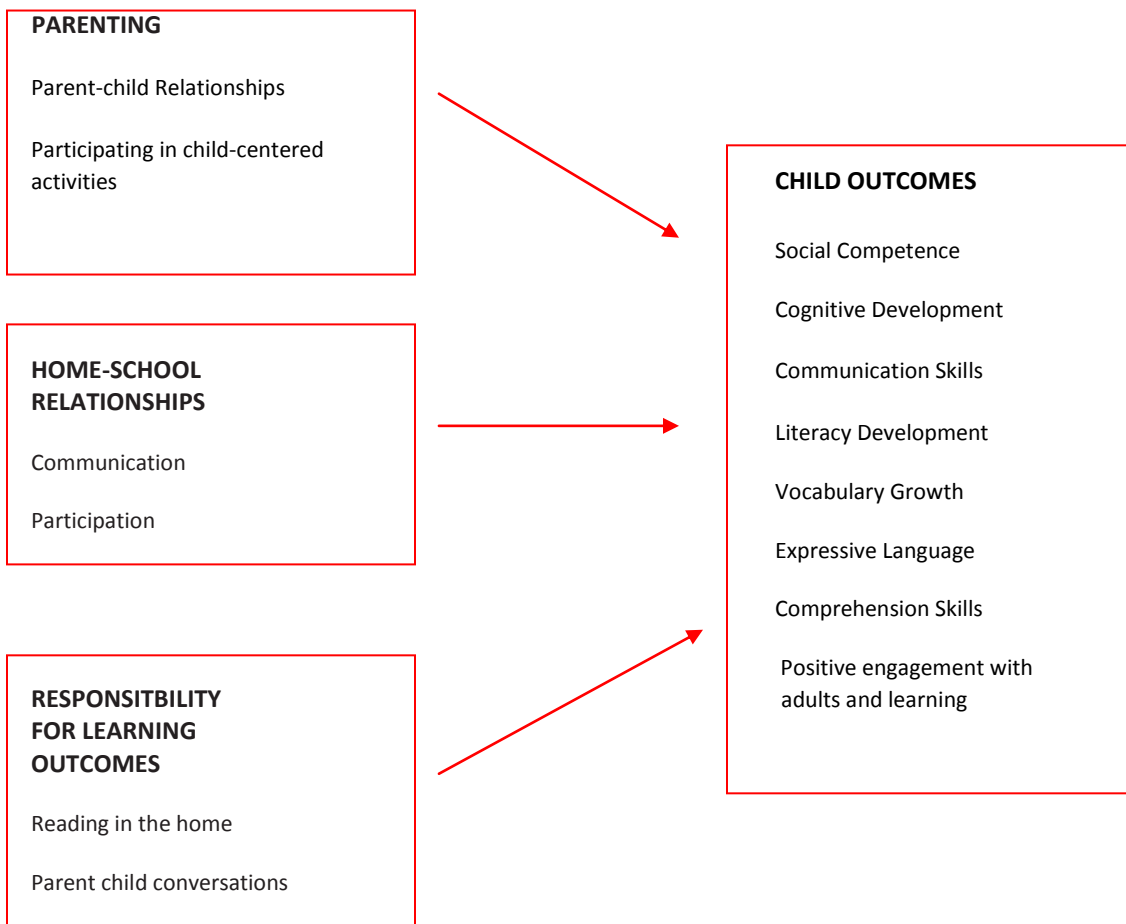 PARENTING
Parent-child Relationships
Participating in child-centered
activities
HOME-SCHOOL
RELATIONSHIPS
Communication
Participation
RESPONSITBILITY
FOR LEARNING
OUTCOMES
Reading in the home
Parent child conversations
CHILD OUTCOMES
Social Competence
Cognitive Development
Communication Skills
Literacy Development
Vocabulary Growth
Expressive Language
Comprehension Skills
Positive engagement with
adults and learning